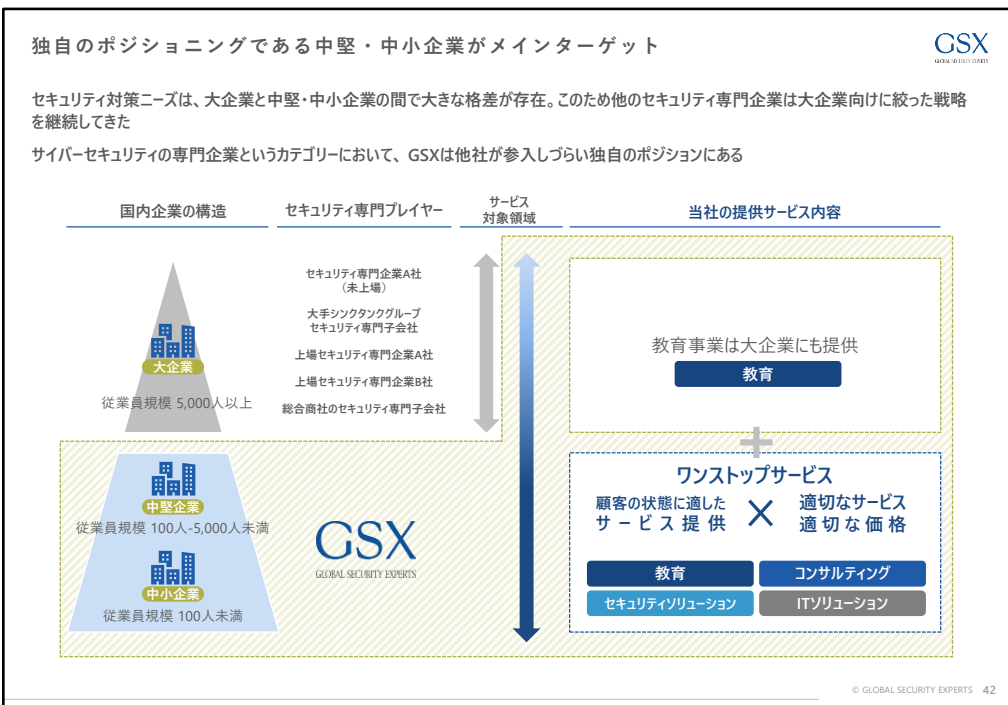 独自のポジショニングである中堅・中小企業がメインターゲット
GSX
GLOBAL SECURITY EXPERTS
セキュリティ対策ニーズは、大企業と中堅・中小企業の間で大きな格差が存在。このため他のセキュリティ専門企業は大企業向けに絞った戦略
を継続してきた
サイバーセキュリティの専門企業というカテゴリーにおいて、GSXは他社が参入しづらい独自のポジションにある
国内企業の構造
セキュリティ専門プレイヤー
サービス
対象領域
当社の提供サービス内容
大企業
従業員規模 5,000人以上
セキュリティ専門企業A社
（未上場）
大手シンクタンクグループ
セキュリティ専門子会社
上場セキュリティ専門企業A社
上場セキュリティ専門企業B社
総合商社のセキュリティ専門子会社
教育事業は大企業にも提供
教育
中堅企業
従業員規模 100人-5,000人未満
中小企業
従業員規模 100人未満
GSX
GLOBAL SECURITY EXPERTS
ワンストップサービス
顧客の状態に適した
サービス提供
×
適切なサービス
適切な価格
教育
コンサルティング
セキュリティソリューション
ITソリューション
© GLOBAL SECURITY EXPERTS 42